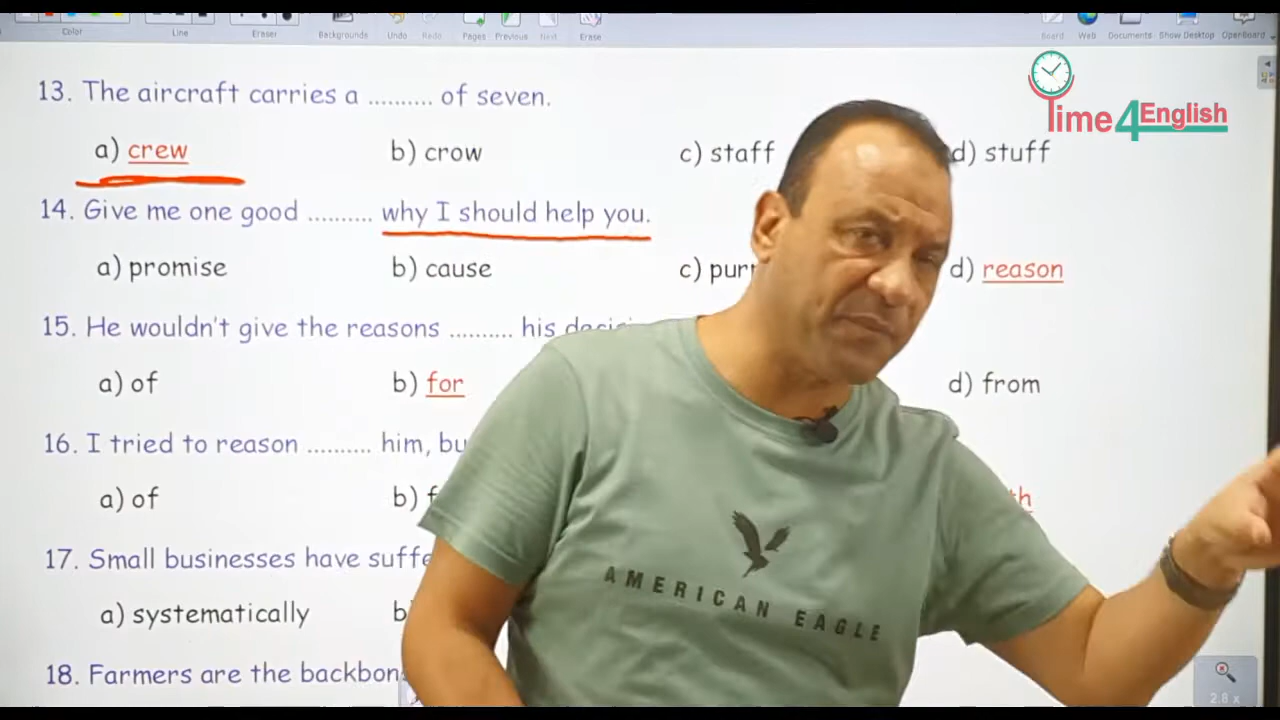 Color Line Eraser Backgrounds Undo Redo Pages Previous Next Erase Board Web Documents Show Desktop OpenBoard
Time4English
13. The aircraft carries a .......... of seven.
a) crew b) crow c) staff d) stuff
14. Give me one good .......... why I should help you.
a) promise b) cause c) d) reason
15. He wouldn't give the reasons .......... his
a) of b) for d) from
16. I tried to reason .......... him,
a) of b)
17. Small businesses have
a) systematically b)
18. Farmers are the
AMERICAN EAGLE
2.8 x